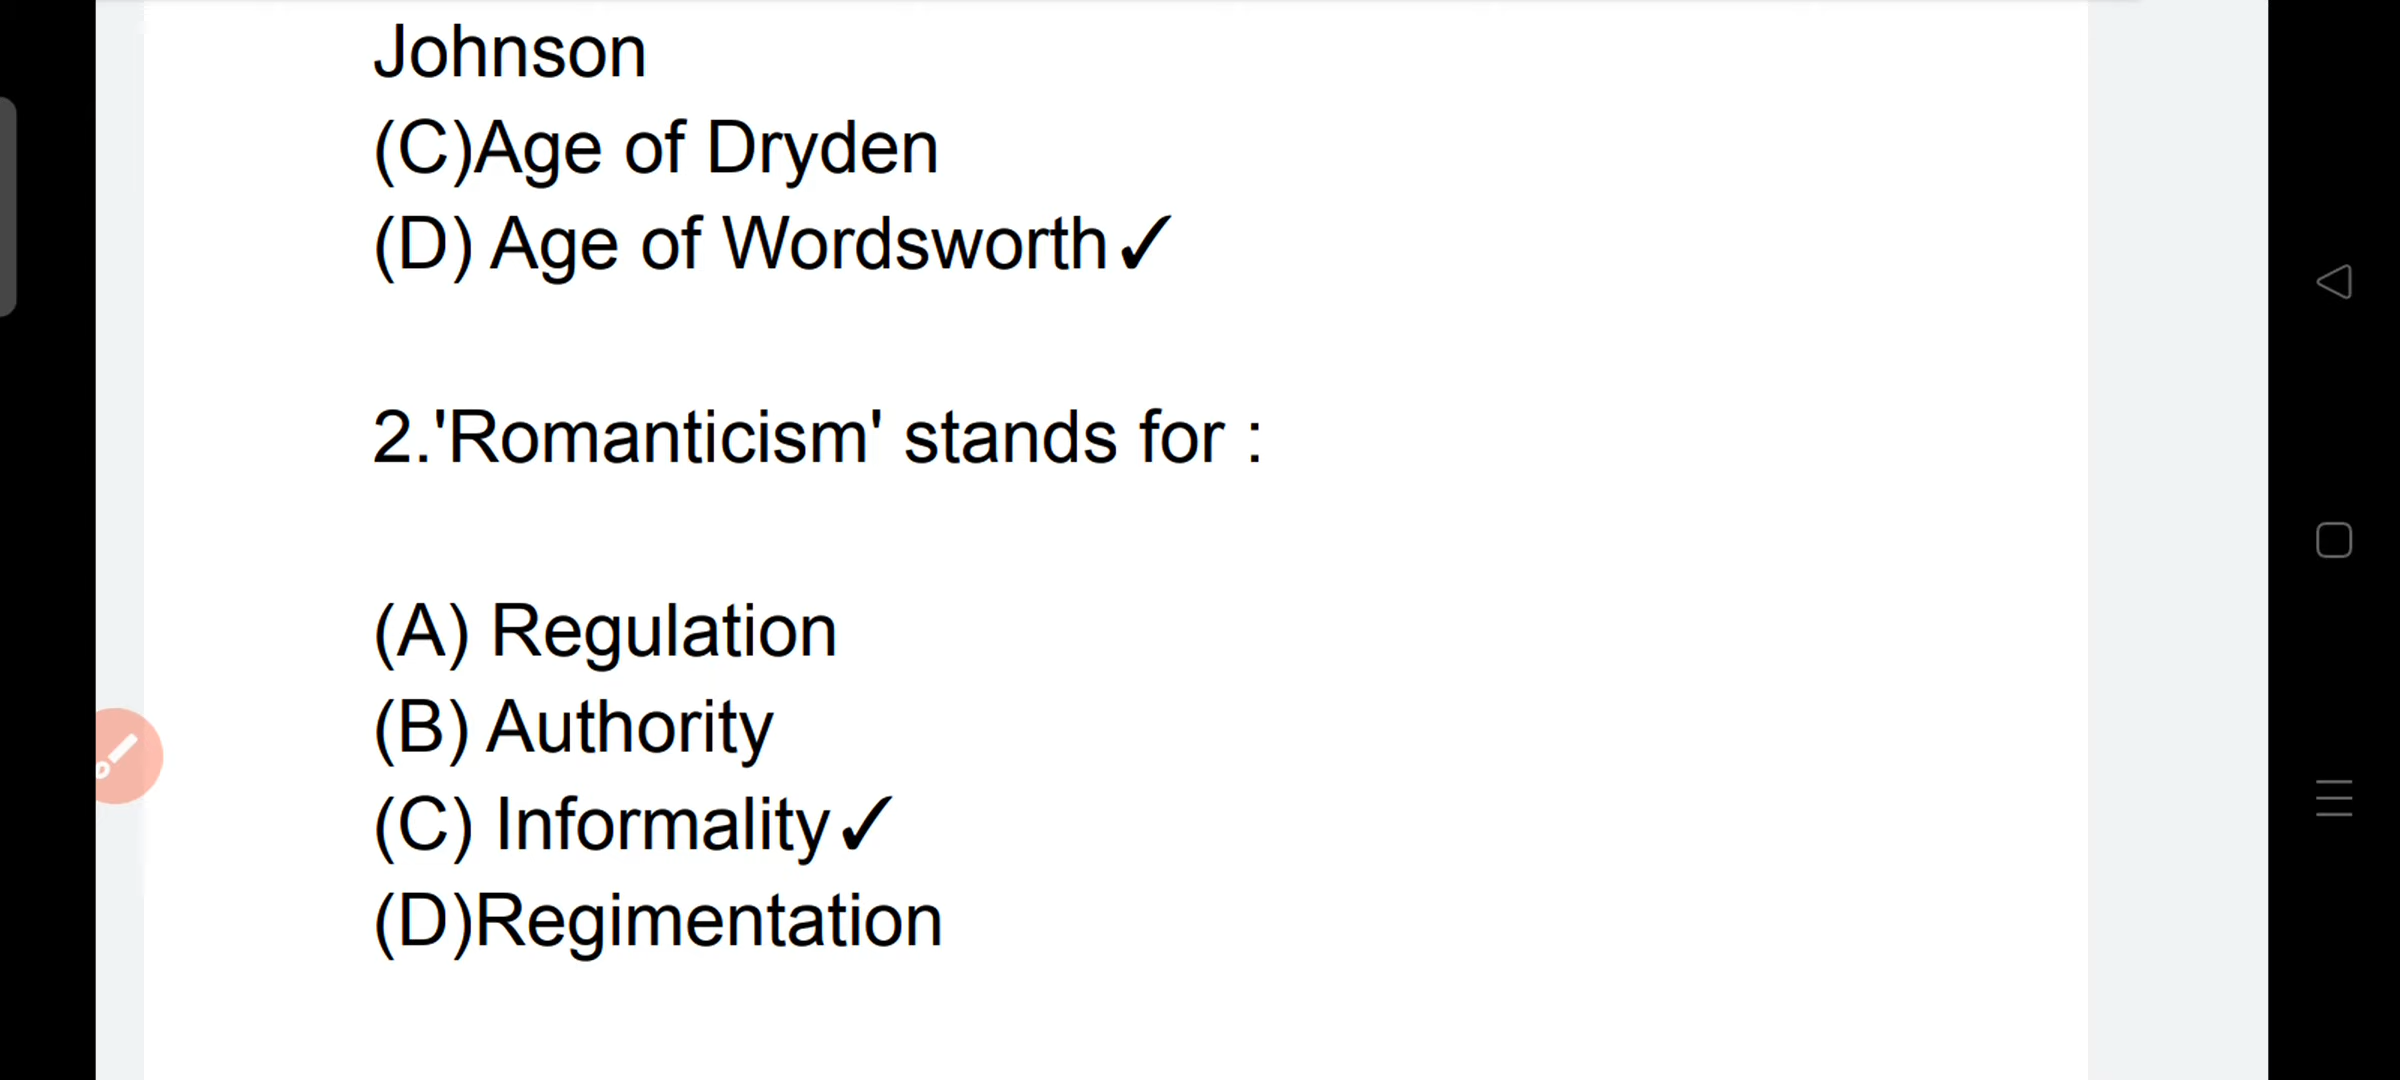 Johnson
(C)Age of Dryden
(D) Age of Wordsworth✓
2.'Romanticism' stands for :
(A) Regulation
(B) Authority
(C) Informality✓
(D)Regimentation